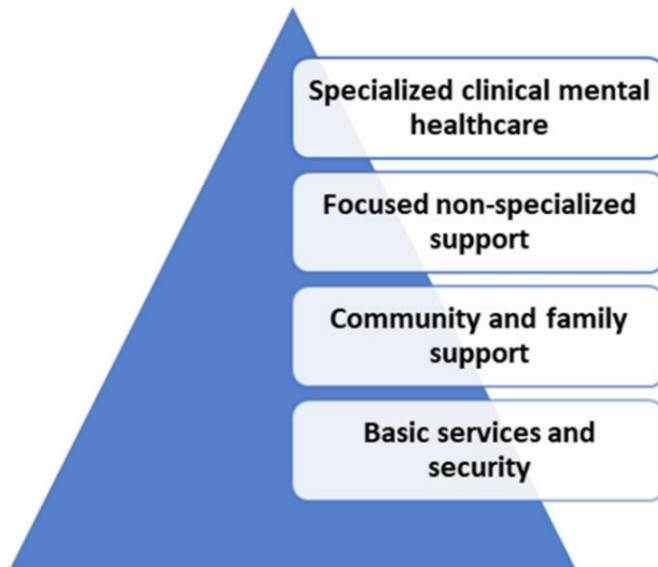 Specialized clinical mental
healthcare
Focused non-specialized
support
Community and family
support
Basic services and
security